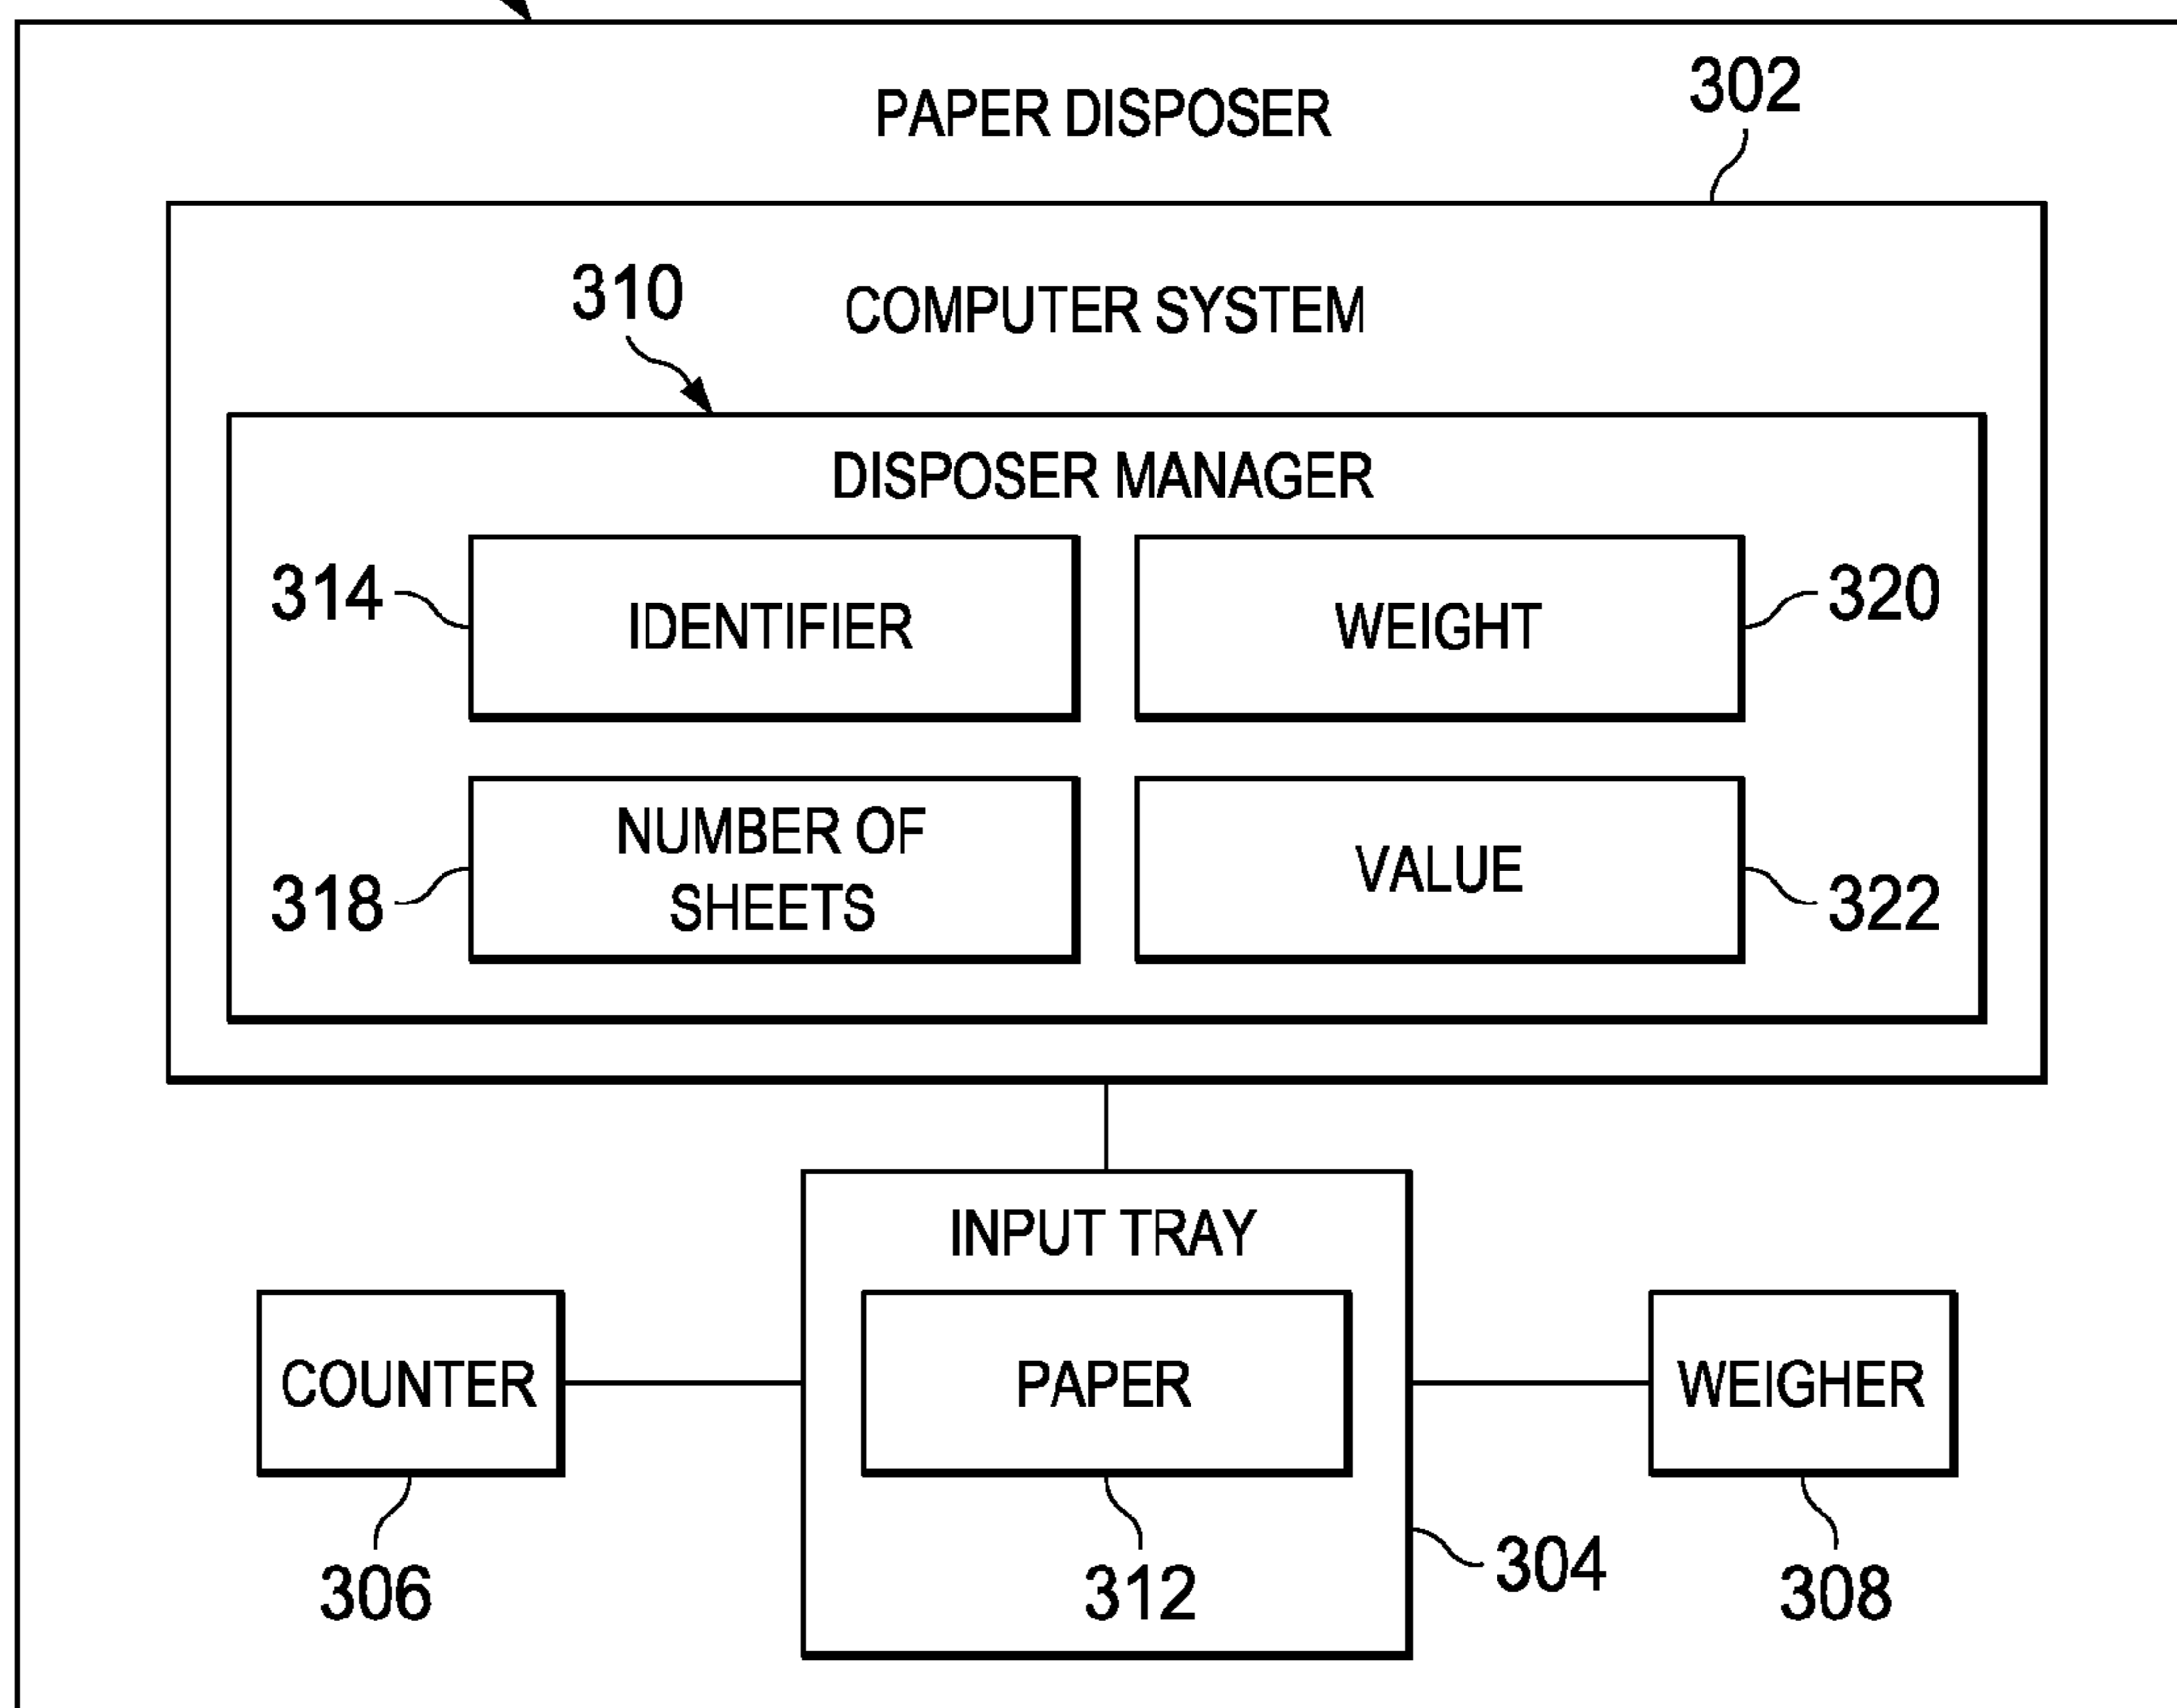 302
PAPER DISPOSER
310
COMPUTER SYSTEM
DISPOSER MANAGER
314
IDENTIFIER
WEIGHT
320
318
NUMBER OF
SHEETS
VALUE
322
INPUT TRAY
COUNTER
PAPER
WEIGHER
306
312
304
308